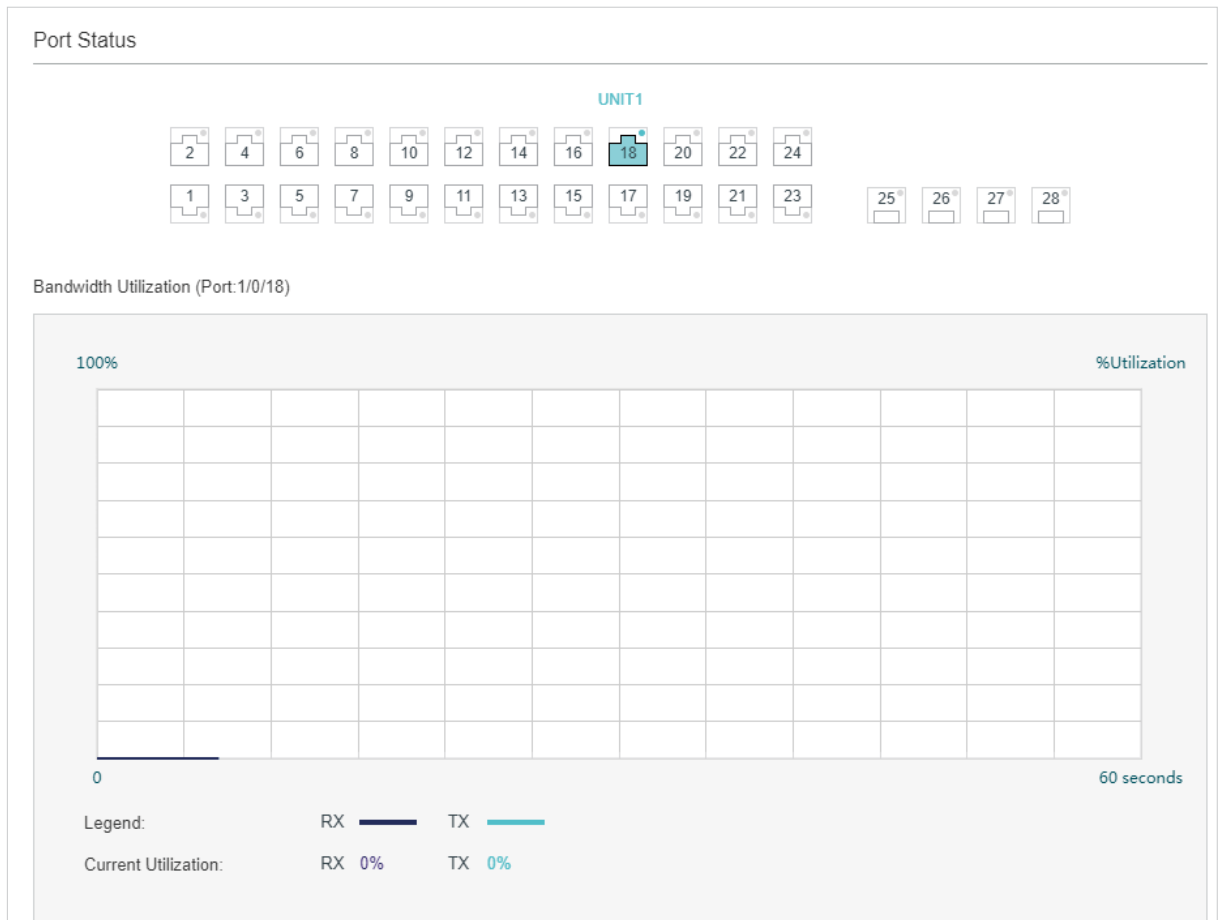 Port Status
UNIT1
2 4 6 8 10 12 14 16 18 20 22 24
1 3 5 7 9 11 13 15 17 19 21 23 25 26 27 28
Bandwidth Utilization (Port:1/0/18)
100% %Utilization
0 60 seconds
Legend: RX TX
Current Utilization: RX 0% TX 0%